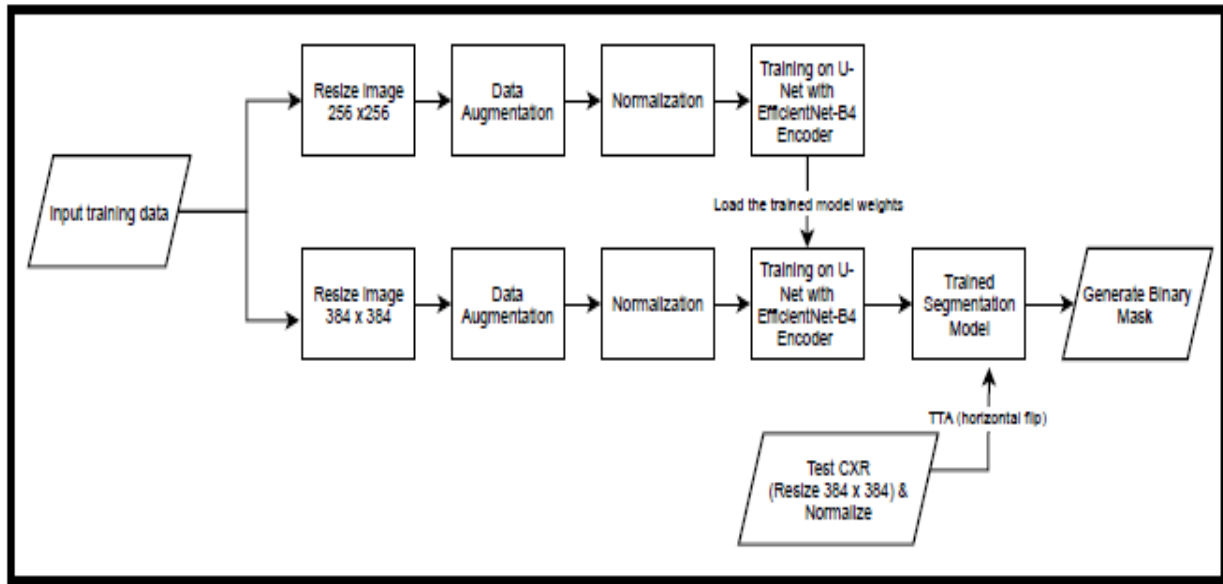 Resize Image
256 x256
Data
Augmentation
Normalization
Training on U-
Net with
EfficientNet-B4
Encoder
Input training data
Load the trained model weights
Resize Image
384 x 384
Data
Augmentation
Normalization
Training on U-
Net with
EfficientNet-B4
Encoder
Trained
Segmentation
Model
Generate Binary
Mask
TTA (horizontal flip)
Test CXR
(Resize 384 x 384) &
Normalize